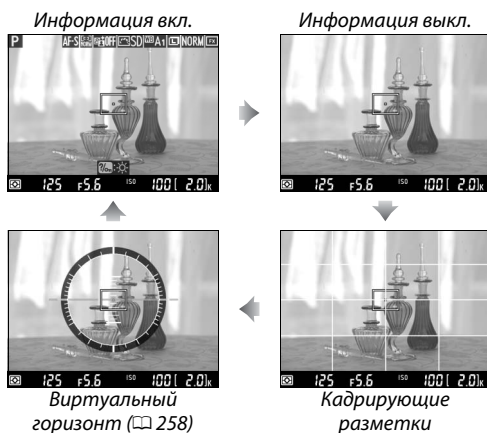 Информация вкл.
Информация выкл.
P AF-S OFF SD A1 L NORM FX
125 F5.6 ISO 100 [ 2.0]K
125 F5.6 ISO 100 [ 2.0]K
125 F5.6 ISO 100 [ 2.0]K
125 F5.6 ISO 100 [ 2.0]K
Виртуальный
горизонт (258)
Кадрирующие
разметки